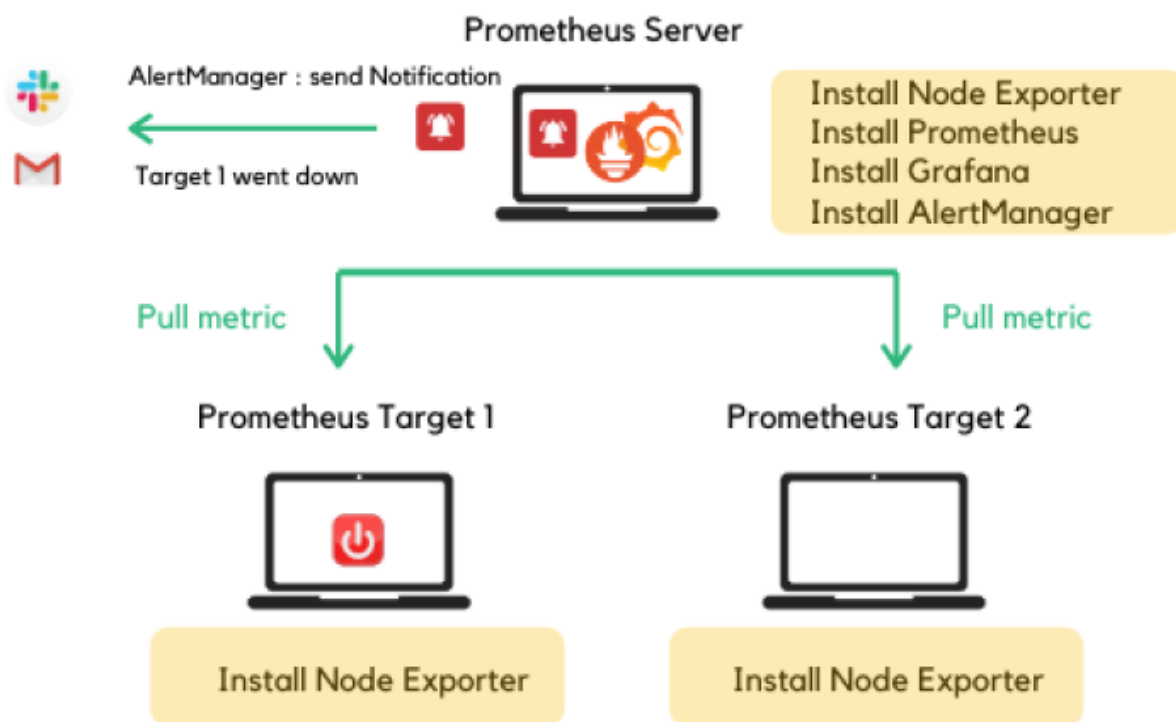 Prometheus Server
AlertManager : send Notification
Target 1 went down
Install Node Exporter
Install Prometheus
Install Grafana
Install AlertManager
Pull metric
Pull metric
Prometheus Target 1
Prometheus Target 2
Install Node Exporter
Install Node Exporter